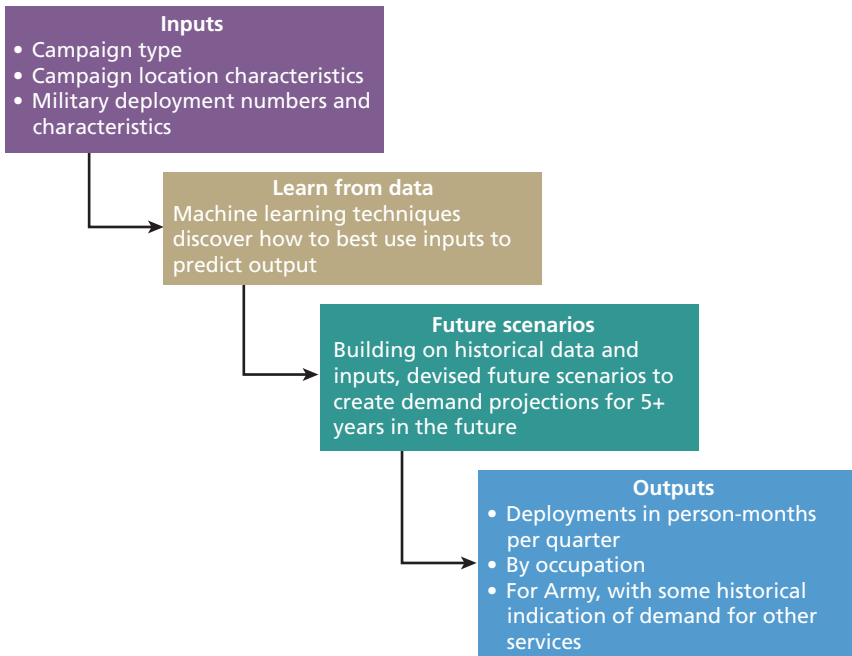 Inputs
• Campaign type
• Campaign location characteristics
• Military deployment numbers and
characteristics
Learn from data
Machine learning techniques
discover how to best use inputs to
predict output
Future scenarios
Building on historical data and
inputs, devised future scenarios to
create demand projections for 5+
years in the future
Outputs
• Deployments in person-months
per quarter
• By occupation
• For Army, with some historical
indication of demand for other
services